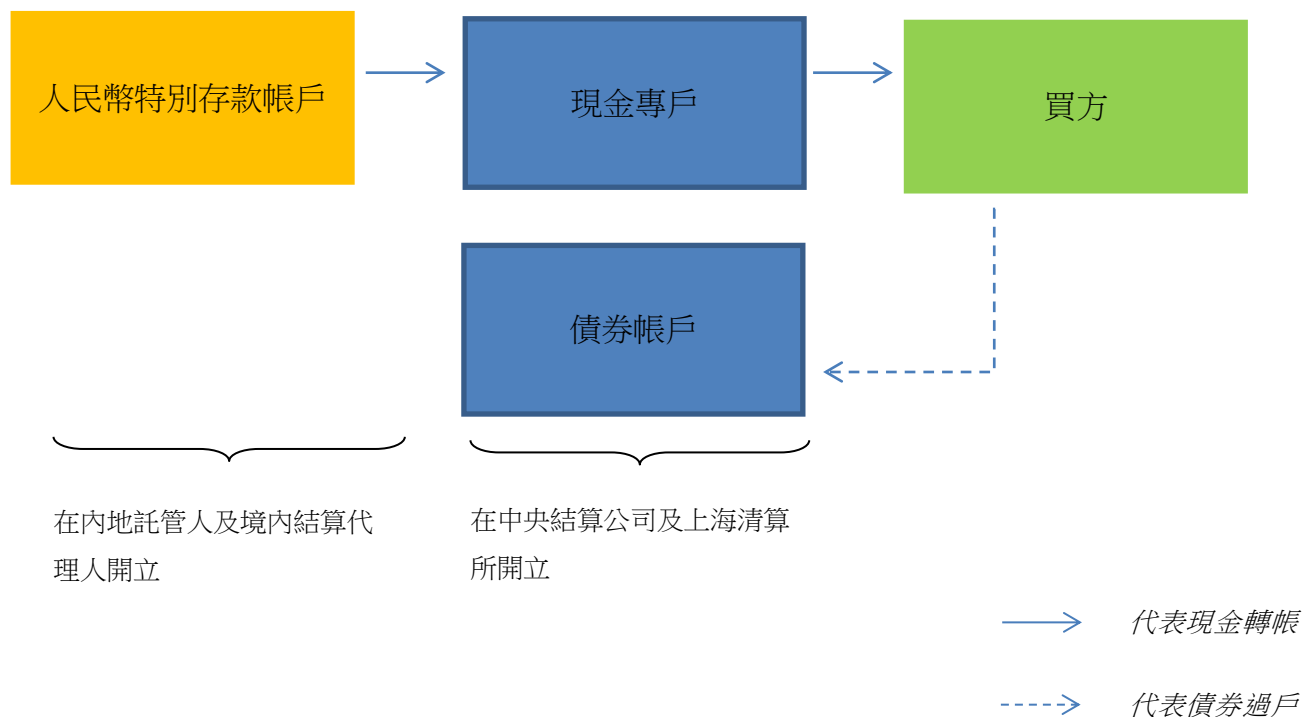 人民幣特別存款帳戶
現金專戶
買方
債券帳戶
在內地託管人及境內結算代
理人開立
在中央結算公司及上海清算
所開立
代表現金轉帳
代表債券過戶